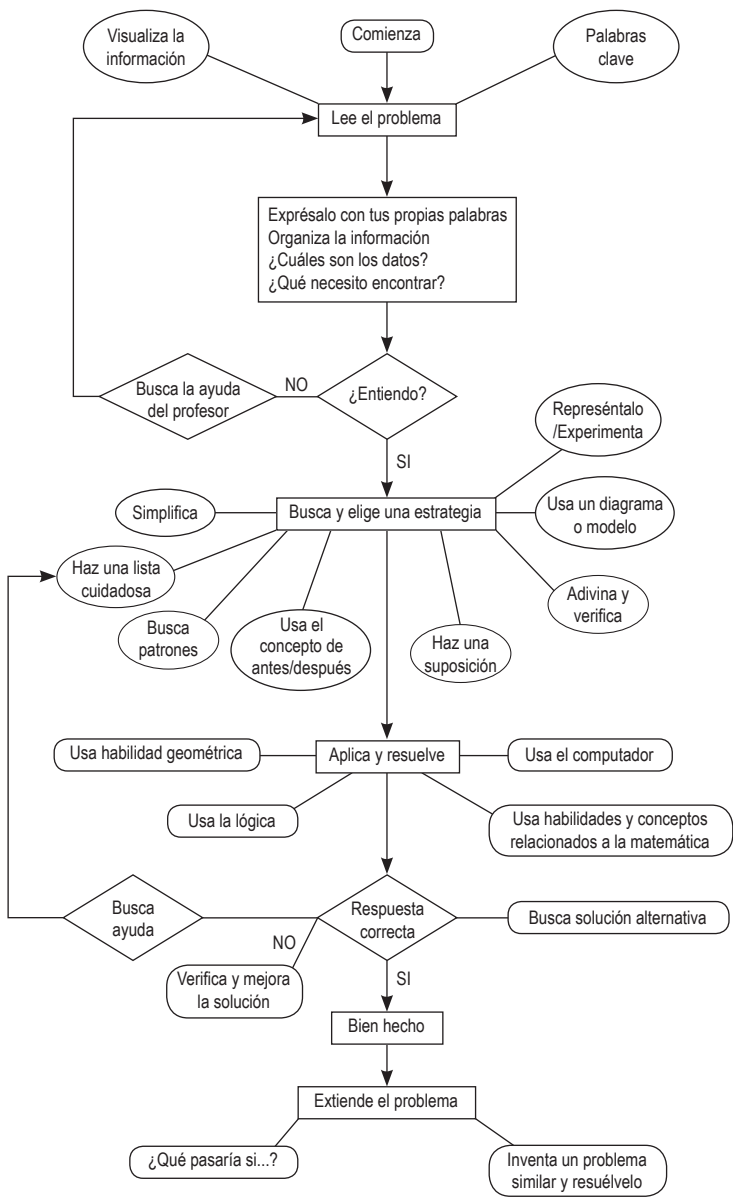 Visualiza la
información
Comienza
Palabras
clave
Lee el problema
Exprésalo con tus propias palabras
Organiza la información
¿Cuáles son los datos?
¿Qué necesito encontrar?
Busca la ayuda
del profesor
NO
¿Entiendo?
SI
Represéntalo
/Experimenta
Simplifica
Busca y elige una estrategia
Usa un diagrama
o modelo
Haz una lista
cuidadosa
Busca
patrones
Usa el
concepto de
antes/después
Haz una
suposición
Adivina y
verifica
Usa habilidad geométrica
Aplica y resuelve
Usa el computador
Usa la lógica
Usa habilidades y conceptos
relacionados a la matemática
Busca
ayuda
NO
Respuesta
correcta
Busca solución alternativa
Verifica y mejora
la solución
SI
Bien hecho
Extiende el problema
¿Qué pasaría si...?
Inventa un problema
similar y resuélvelo